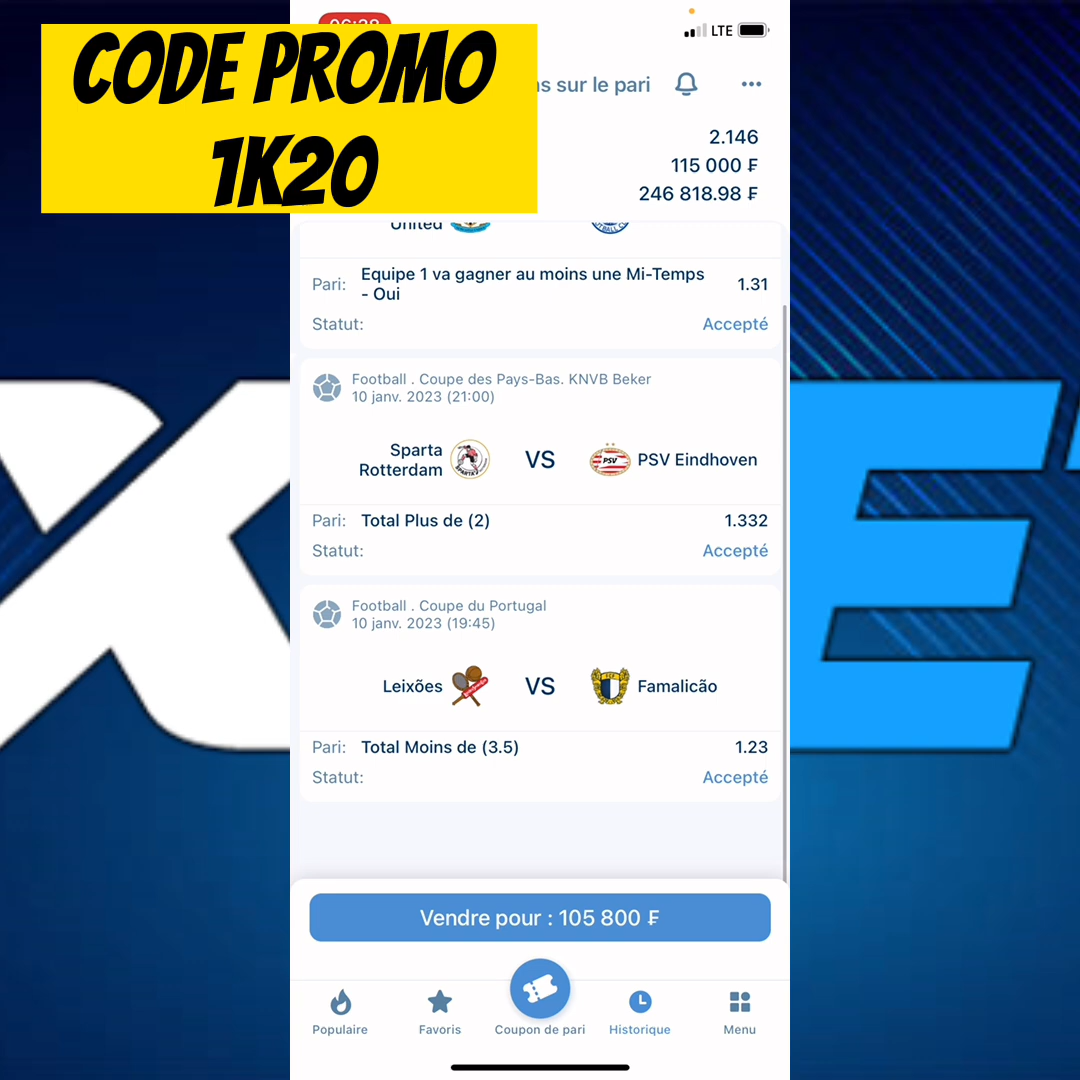 CODE PROMO
1K20
LTE
sur le pari
2.146
115 000 ₣
246 818.98 ₣
United
Pari: Equipe 1 va gagner au moins une Mi-Temps
- Oui
1.31
Statut: Accepté
Football . Coupe des Pays-Bas. KNVB Beker
10 janv. 2023 (21:00)
Sparta
Rotterdam
VS
PSV
PSV Eindhoven
Pari: Total Plus de (2) 1.332
Statut: Accepté
Football . Coupe du Portugal
10 janv. 2023 (19:45)
Leixões VS Famalicão
Pari: Total Moins de (3.5) 1.23
Statut: Accepté
Vendre pour : 105 800 ₣
Populaire Favoris Coupon de pari Historique Menu